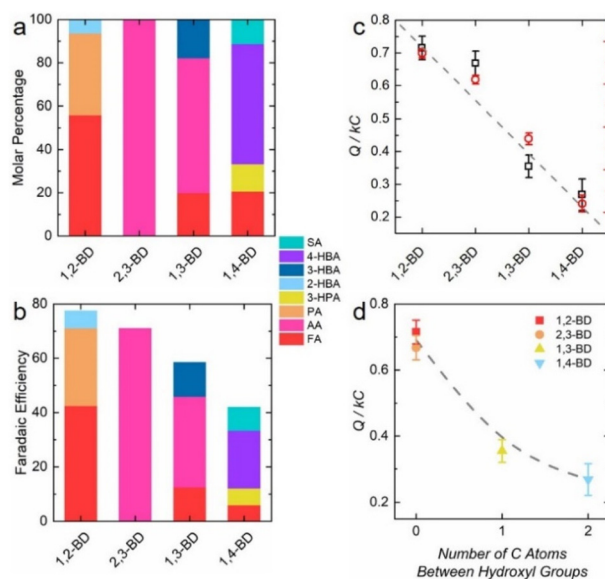 a
Molar Percentage
100
80
60
40
20
0
1,2-BD
2,3-BD
1,3-BD
1,4-BD
SA
4-HBA
3-HBA
2-HBA
3-HPA
PA
AA
FA
b
Faradaic Efficiency
80
60
40
20
0
1,2-BD
2,3-BD
1,3-BD
1,4-BD
c
Q / kC
0.8
0.7
0.6
0.5
0.4
0.3
0.2
1,2-BD
2,3-BD
1,3-BD
1,4-BD
d
Q / kC
0.8
0.6
0.4
0.2
1,2-BD
2,3-BD
1,3-BD
1,4-BD
0
1
2
Number of C Atoms
Between Hydroxyl Groups